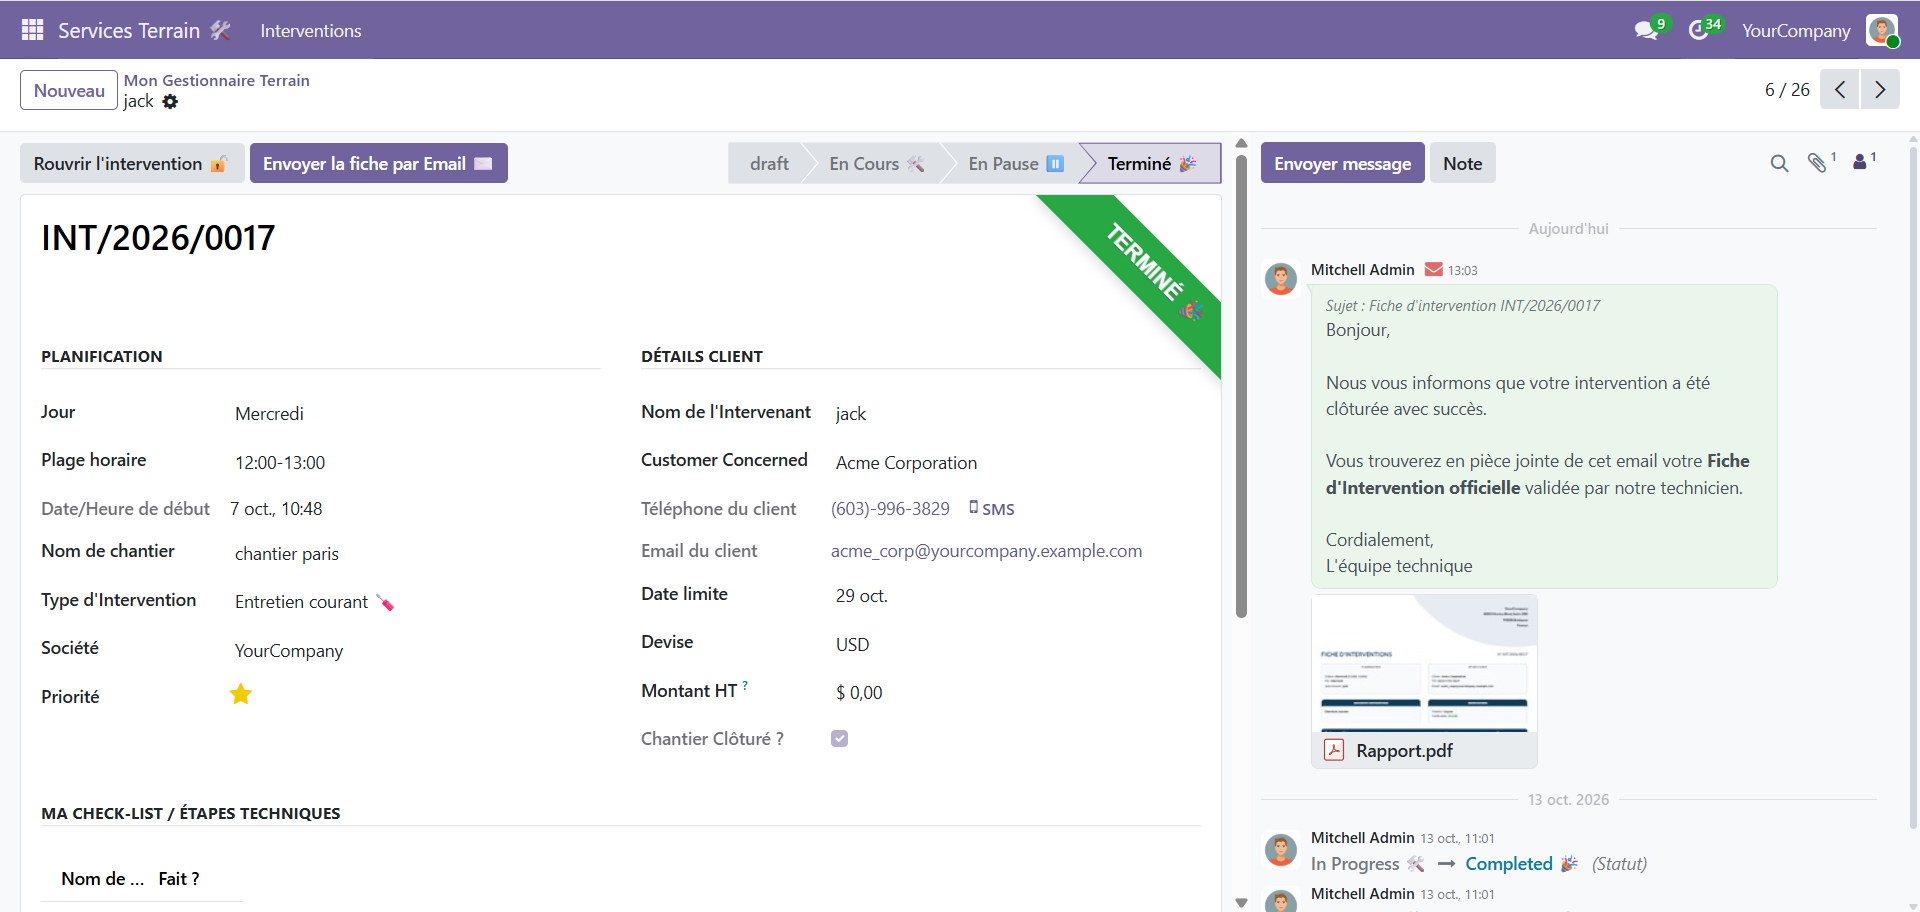 Services Terrain 🛠 Interventions 9 34 YourCompany
Nouveau
Mon Gestionnaire Terrain
jack
6 / 26
Rouvrir l'intervention 🔓
Envoyer la fiche par Email ✉
draft
En Cours 🛠
En Pause ⏸
Terminé 🎉
INT/2026/0017
TERMINÉ 🎉
PLANIFICATION
Jour Mercredi
Plage horaire 12:00-13:00
Date/Heure de début 7 oct., 10:48
Nom de chantier chantier paris
Type d'Intervention Entretien courant 🪛
Société YourCompany
Priorité
DÉTAILS CLIENT
Nom de l'Intervenant jack
Customer Concerned Acme Corporation
Téléphone du client (603)-996-3829 SMS
Email du client acme_corp@yourcompany.example.com
Date limite 29 oct.
Devise USD
Montant HT ? $ 0,00
Chantier Clôturé ?
MA CHECK-LIST / ÉTAPES TECHNIQUES
Nom de ... Fait ?
Envoyer message Note 1 1
Aujourd'hui
Mitchell Admin 13:03
Sujet : Fiche d'intervention INT/2026/0017
Bonjour,
Nous vous informons que votre intervention a été
clôturée avec succès.
Vous trouverez en pièce jointe de cet email votre Fiche
d'Intervention officielle validée par notre technicien.
Cordialement,
L'équipe technique
FICHE D'INTERVENTIONS
Rapport.pdf
13 oct. 2026
Mitchell Admin 13 oct., 11:01
In Progress 🛠 → Completed 🎉 (Statut)
Mitchell Admin 13 oct., 11:01